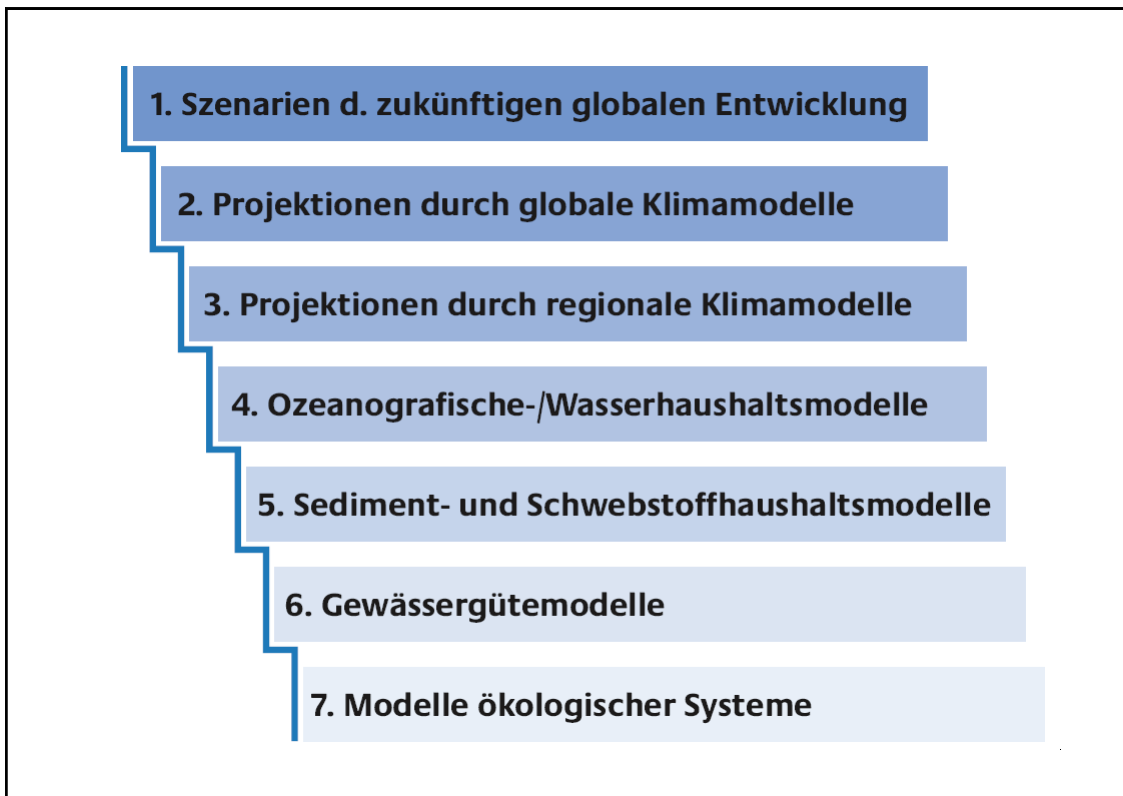 1. Szenarien d. zukünftigen globalen Entwicklung
2. Projektionen durch globale Klimamodelle
3. Projektionen durch regionale Klimamodelle
4. Ozeanografische-/Wasserhaushaltsmodelle
5. Sediment- und Schwebstoffhaushaltsmodelle
6. Gewässergütemodelle
7. Modelle ökologischer Systeme